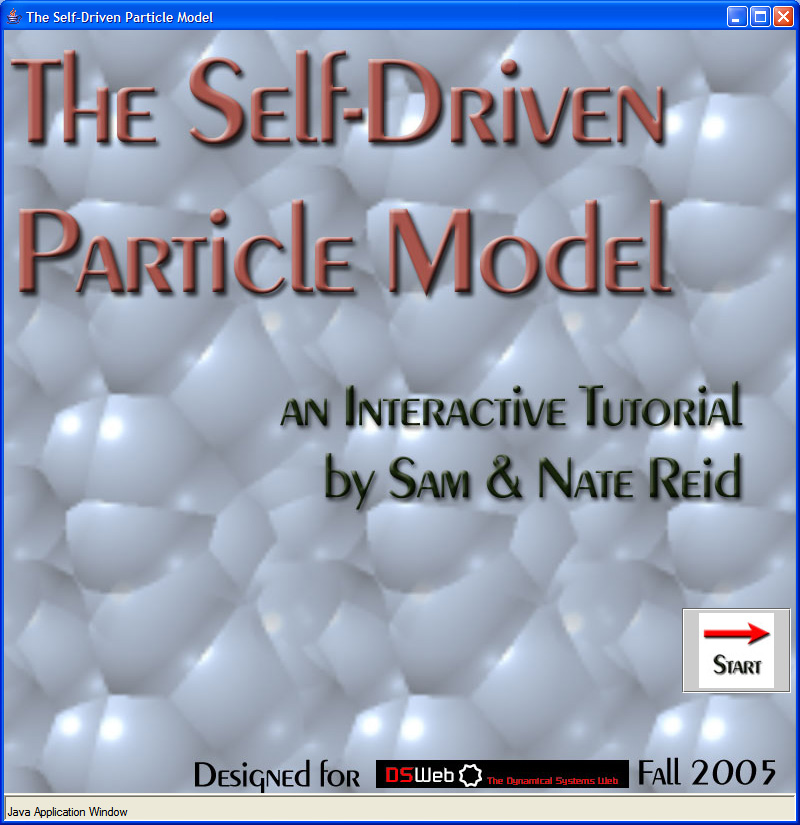 The Self-Driven Particle Model
The Self-Driven
Particle Model
an Interactive Tutorial
by Sam & Nate Reid
Start
Designed for DSWeb The Dynamical Systems Web Fall 2005
Java Application Window